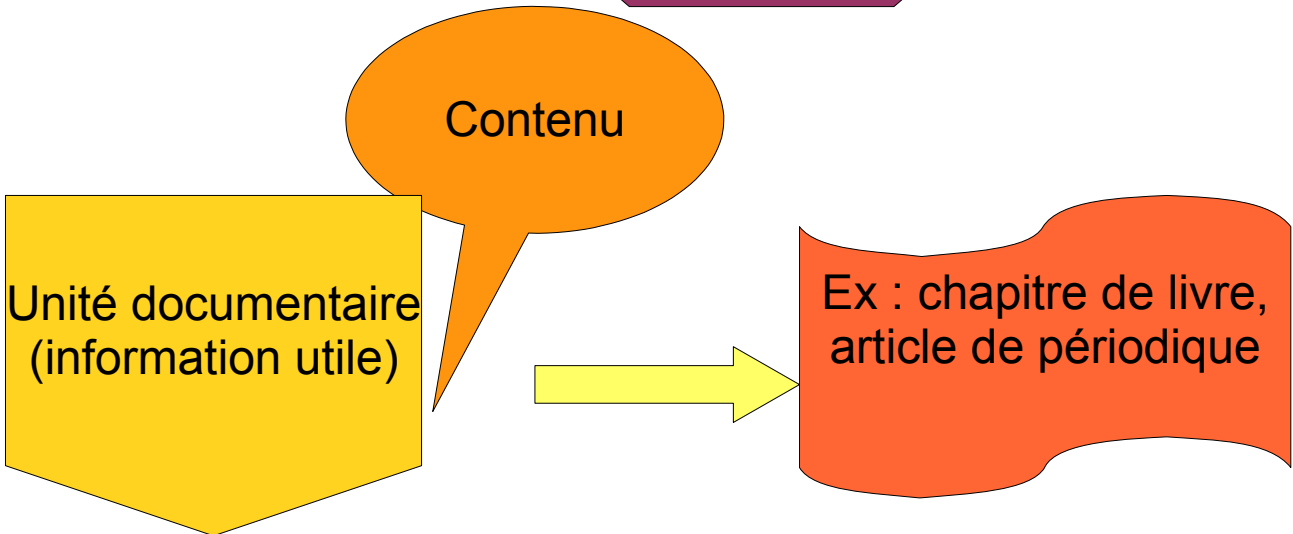 Contenu
Unité documentaire
(information utile)
Ex : chapitre de livre,
article de périodique